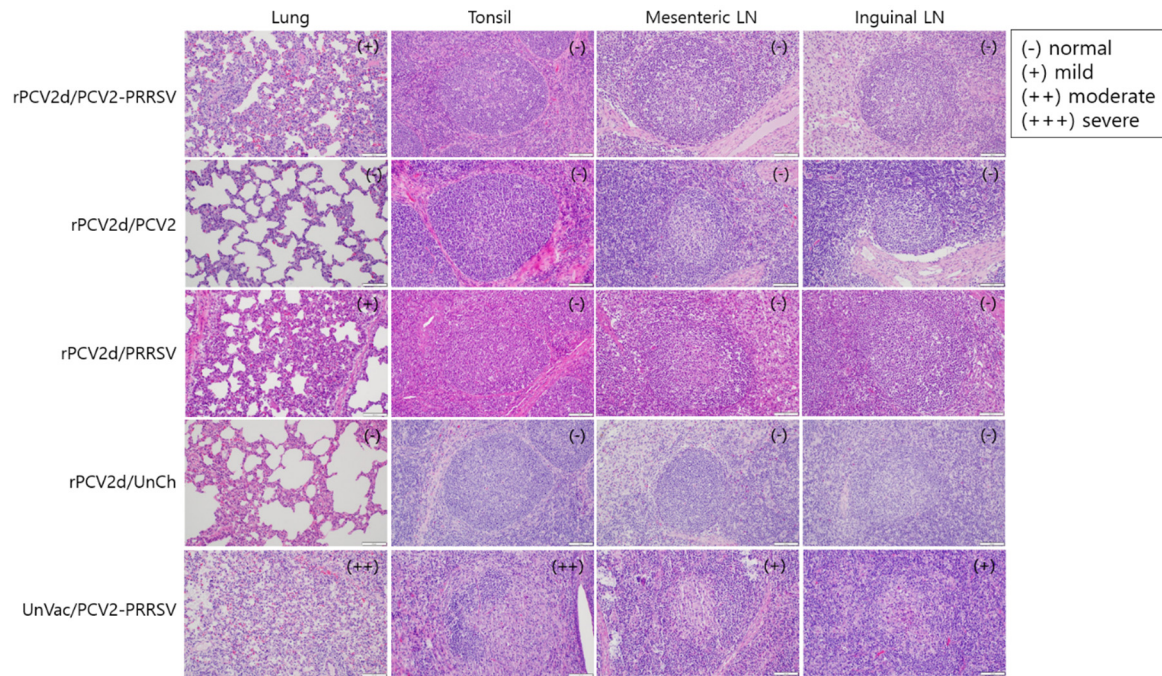 Lung Tonsil Mesenteric LN Inguinal LN
(-) normal
(+) mild
(++) moderate
(+++) severe
rPCV2d/PCV2-PRRSV (+) (-) (-) (-)
rPCV2d/PCV2 (-) (-) (-) (-)
rPCV2d/PRRSV (+) (-) (-) (-)
rPCV2d/UnCh (-) (-) (-) (-)
UnVac/PCV2-PRRSV (++) (++) (+) (+)